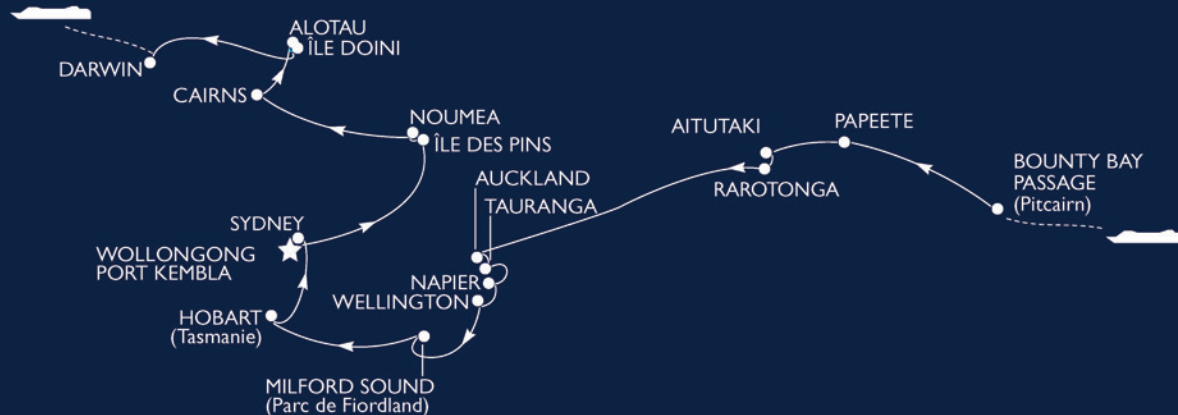 ALOTAU
ÎLE DOINI
DARWIN
CAIRNS
NOUMEA
ÎLE DES PINS
AITUTAKI
PAPEETE
RAROTONGA
BOUNTY BAY
PASSAGE
(Pitcairn)
AUCKLAND
TAURANGA
SYDNEY
WOLLONGONG
PORT KEMBLA
NAPIER
WELLINGTON
HOBART
(Tasmanie)
MILFORD SOUND
(Parc de Fiordland)